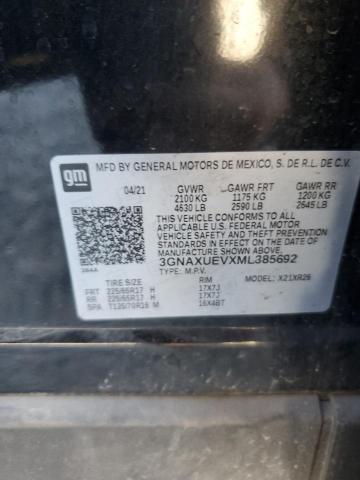 gm
MFD BY GENERAL MOTORS DE MEXICO, S. DE R.L. DE C.V.
04/21 GVWR GAWR FRT GAWR RR
2100 KG 1175 KG 1200 KG
4630 LB 2590 LB 2645 LB
THIS VEHICLE CONFORMS TO ALL
APPLICABLE U.S. FEDERAL MOTOR
VEHICLE SAFETY, BUMPER, AND THEFT
PREVENTION STANDARDS IN EFFECT ON THE DATE
OF MANUFACTURE SHOWN ABOVE.
3GNAXUEVXML385692
TYPE: M.P.V. MODEL: X21XR26
TIRE SIZE RIM
FRT 225/65R17 H 17X7J
RR 225/65R17 H 17X7J
SPA T135/70R16 M 16X4BT